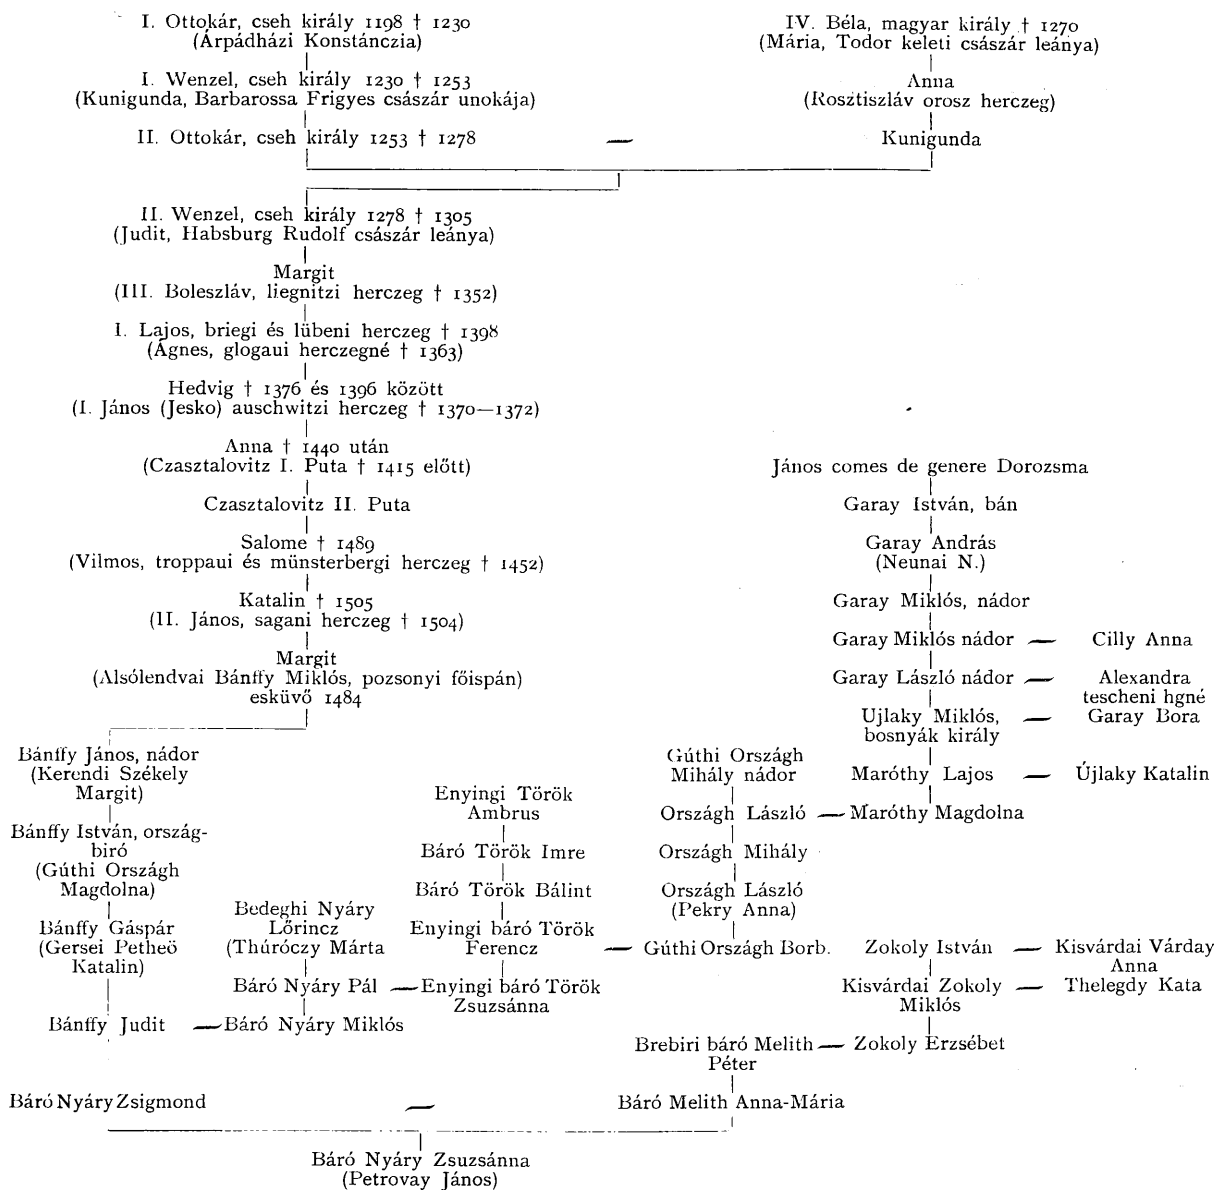 I. Ottokár, cseh király 1198 † 1230
(Árpádházi Konstánczia)
IV. Béla, magyar király † 1270
(Mária, Todor keleti császár leánya)
I. Wenzel, cseh király 1230 † 1253
(Kunigunda, Barbarossa Frigyes császár unokája)
Anna
(Rosztiszláv orosz herczeg)
II. Ottokár, cseh király 1253 † 1278 — Kunigunda
II. Wenzel, cseh király 1278 † 1305
(Judit, Habsburg Rudolf császár leánya)
Margit
(III. Boleszláv, liegnitzi herczeg † 1352)
I. Lajos, briegi és lübeni herczeg † 1398
(Ágnes, glogaui herczegné † 1363)
Hedvig † 1376 és 1396 között
(I. János (Jesko) auschwitzi herczeg † 1370—1372)
Anna † 1440 után
(Czasztalovitz I. Puta † 1415 előtt)
Czasztalovitz II. Puta
Salome † 1489
(Vilmos, troppaui és münsterbergi herczeg † 1452)
Katalin † 1505
(II. János, sagani herczeg † 1504)
Margit
(Alsólendvai Bánffy Miklós, pozsonyi főispán)
esküvő 1484
János comes de genere Dorozsma
Garay István, bán
Garay András
(Neunai N.)
Garay Miklós, nádor
Garay Miklós nádor — Cilly Anna
Garay László nádor — Alexandra
tescheni hgné
Ujlaky Miklós, — Garay Bora
bosnyák király
Maróthy Lajos — Újlaky Katalin
Bánffy János, nádor
(Kerendi Székely
Margit)
Bánffy István, ország-
biró
(Gúthi Országh
Magdolna)
Bánffy Gáspár
(Gersei Petheö
Katalin)
Bedeghi Nyáry
Lőrincz
(Thúróczy Márta
Enyingi Török
Ambrus
Báró Török Imre
Báró Török Bálint
Enyingi báró Török
Ferencz — Gúthi Országh Borb.
Gúthi Országh
Mihály nádor
Országh László — Maróthy Magdolna
Országh Mihály
Országh László
(Pekry Anna)
Zokoly István — Kisvárdai Várday
Anna
Báró Nyáry Pál — Enyingi báró Török
Zsuzsánna
Kisvárdai Zokoly — Thelegdy Kata
Miklós
Bánffy Judit — Báró Nyáry Miklós
Brebiri báró Melith — Zokoly Erzsébet
Péter
Báró Nyáry Zsigmond — Báró Melith Anna-Mária
Báró Nyáry Zsuzsánna
(Petrovay János)